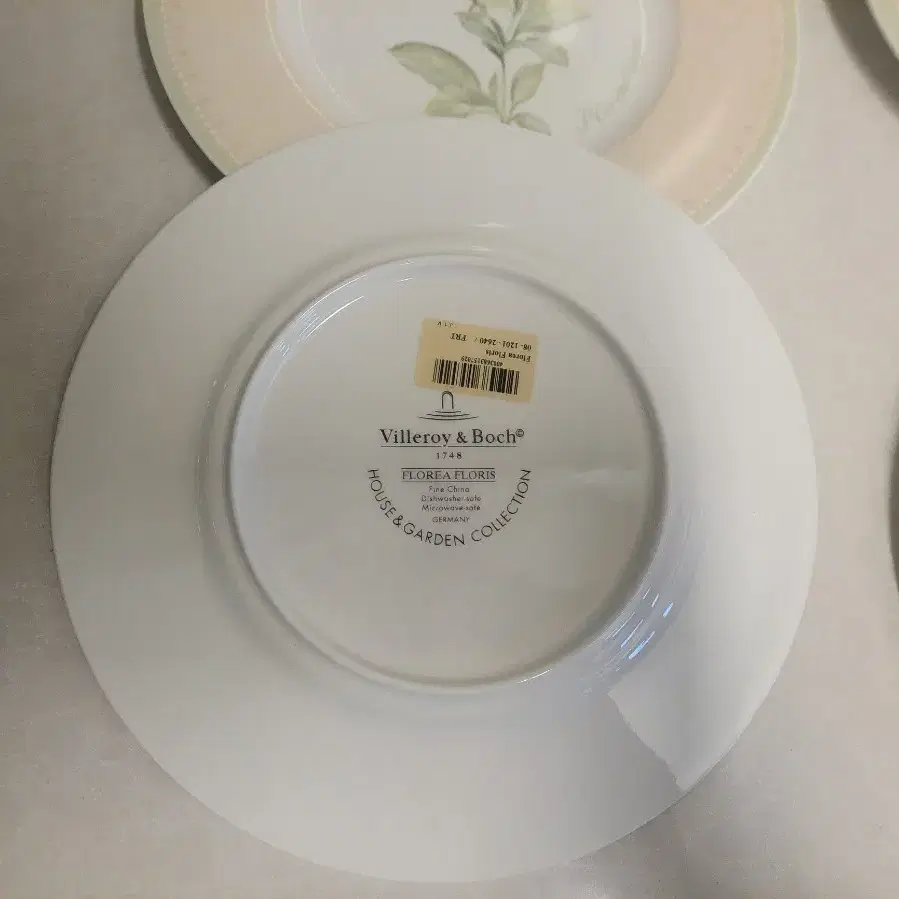 Florea Floris
08-1201-2640 / FRT
Villeroy & Boch©
1748
FLOREA FLORIS
Fine China
Dishwasher-safe
Microwave-safe
GERMANY
HOUSE & GARDEN COLLECTION